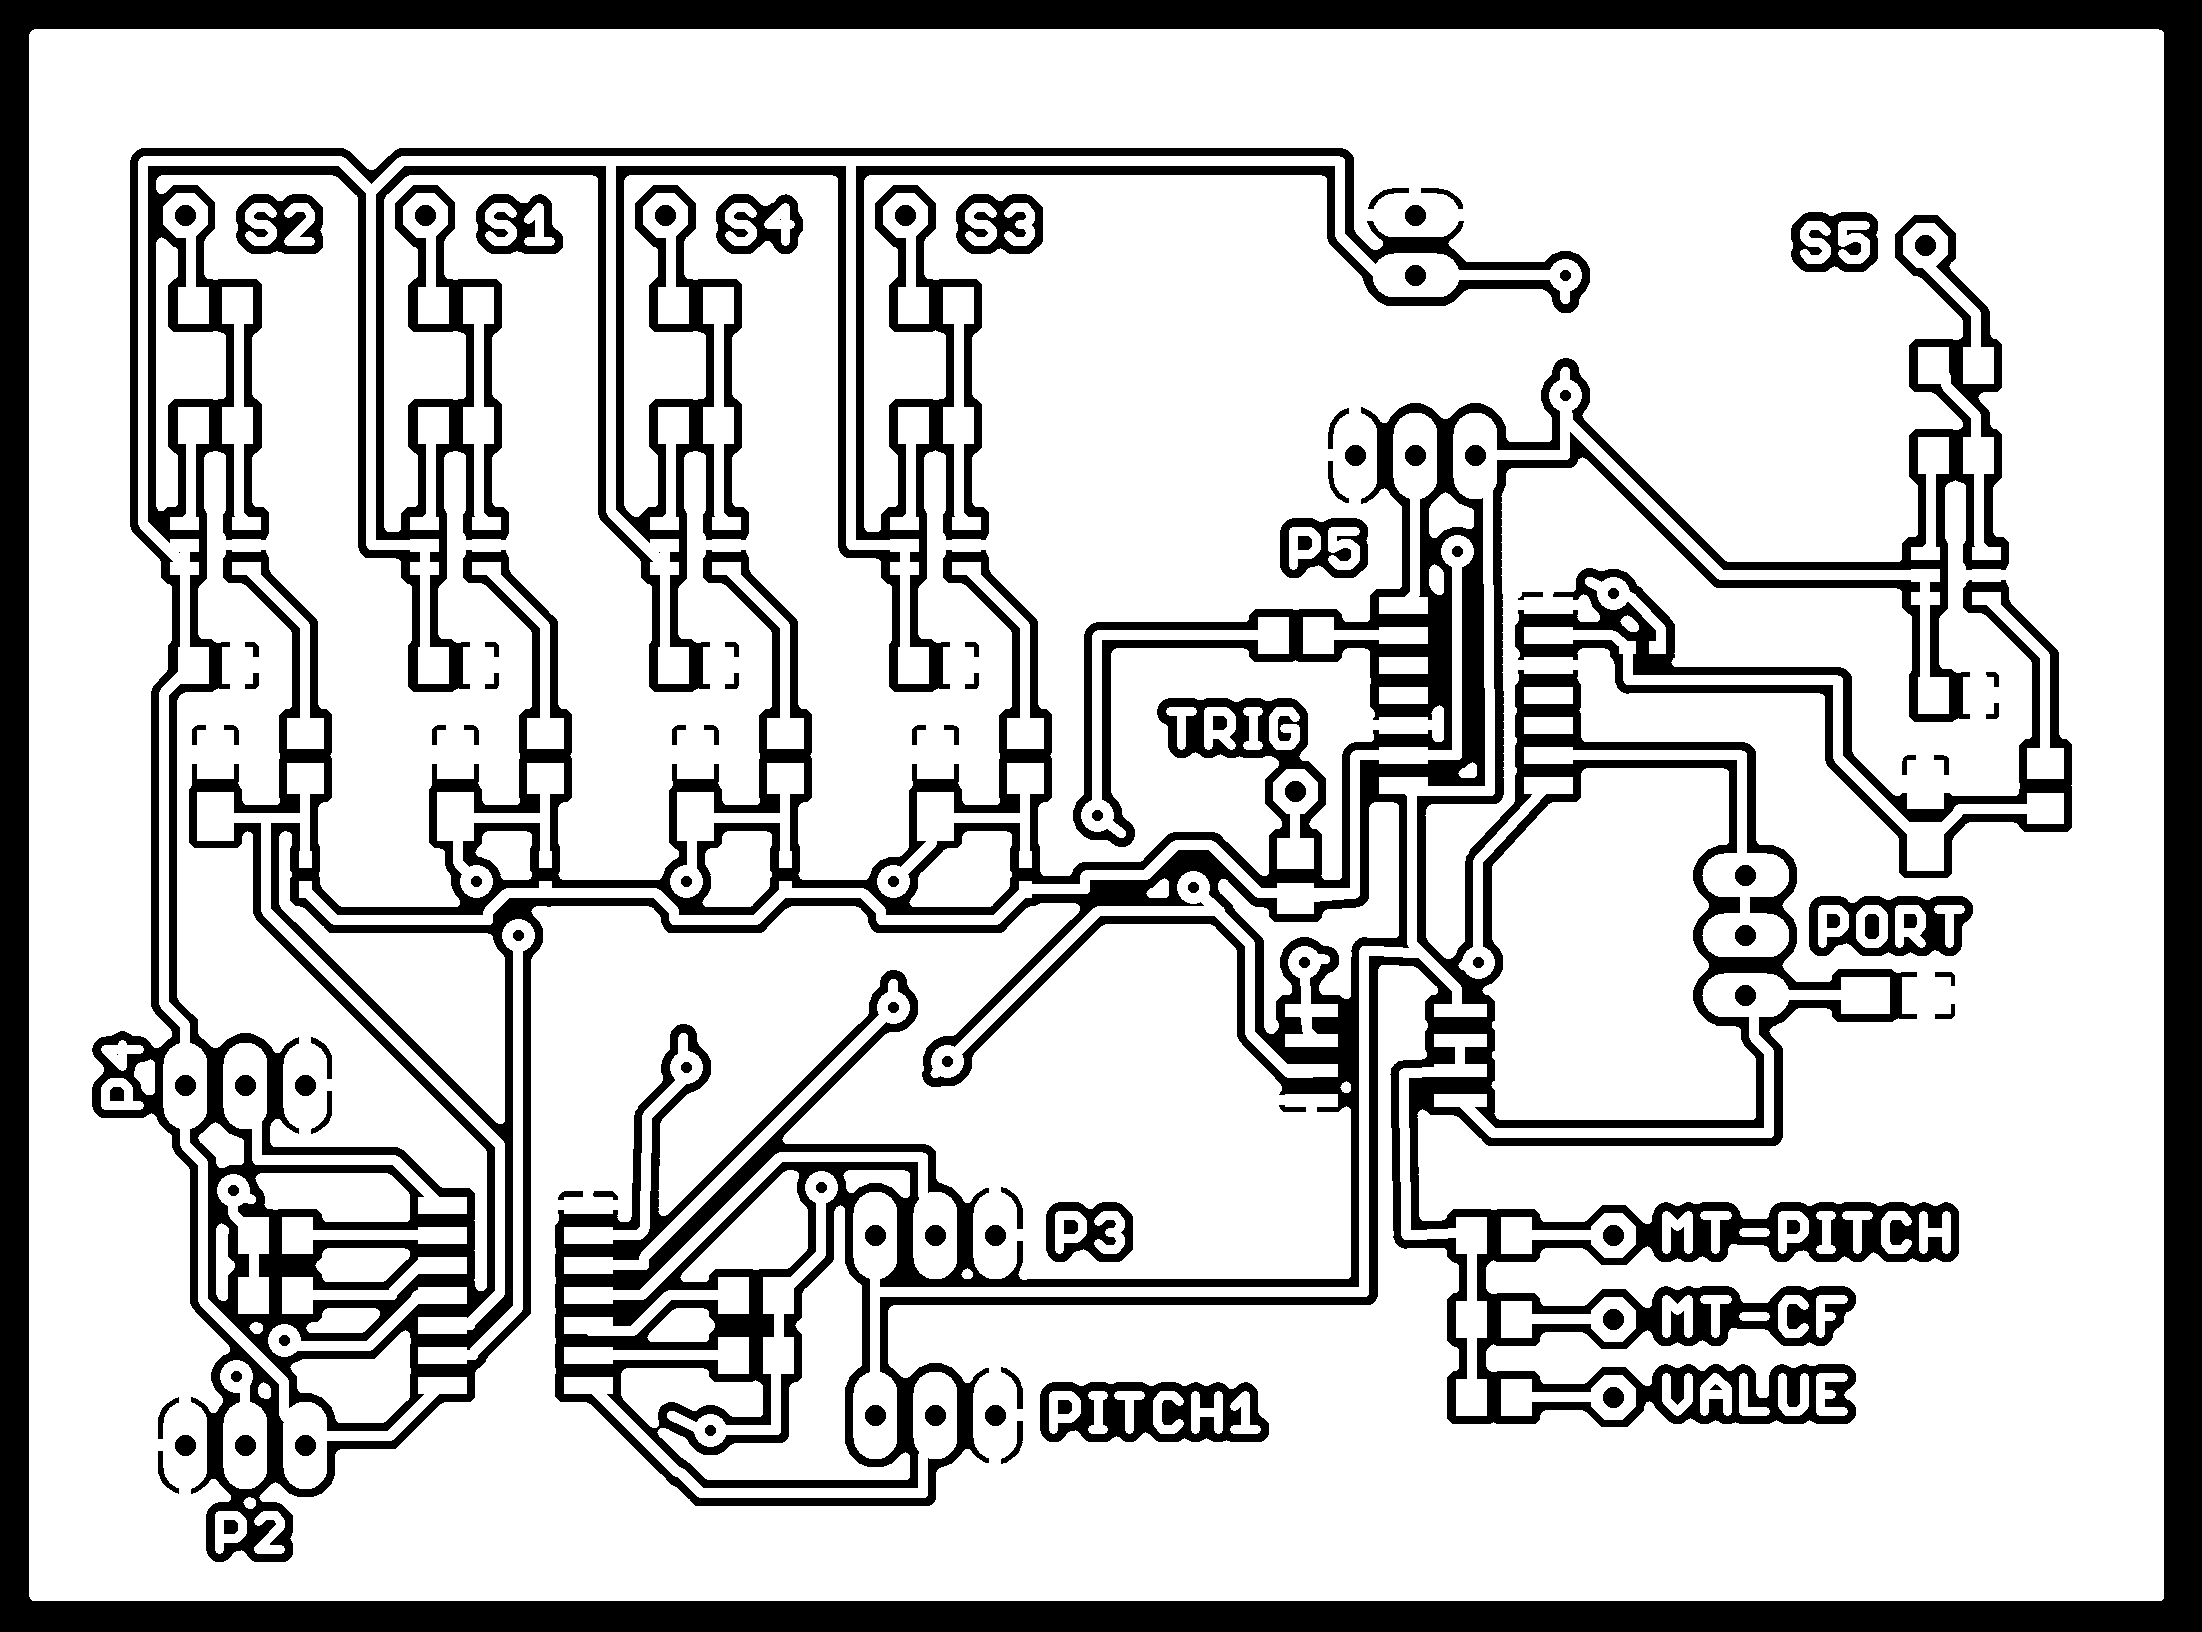 S2 S1 S4 S3 S5
P5
TRIG
PORT
P4
P3 MT-PITCH
MT-CF
PITCH1 VALUE
P2